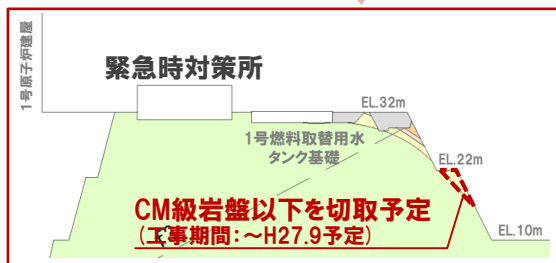 1号原子炉建屋
緊急時対策所
EL.32m
1号燃料取替用水
タンク基礎
EL.22m
CM級岩盤以下を切取予定
(工事期間:～H27.9予定)
EL.10m